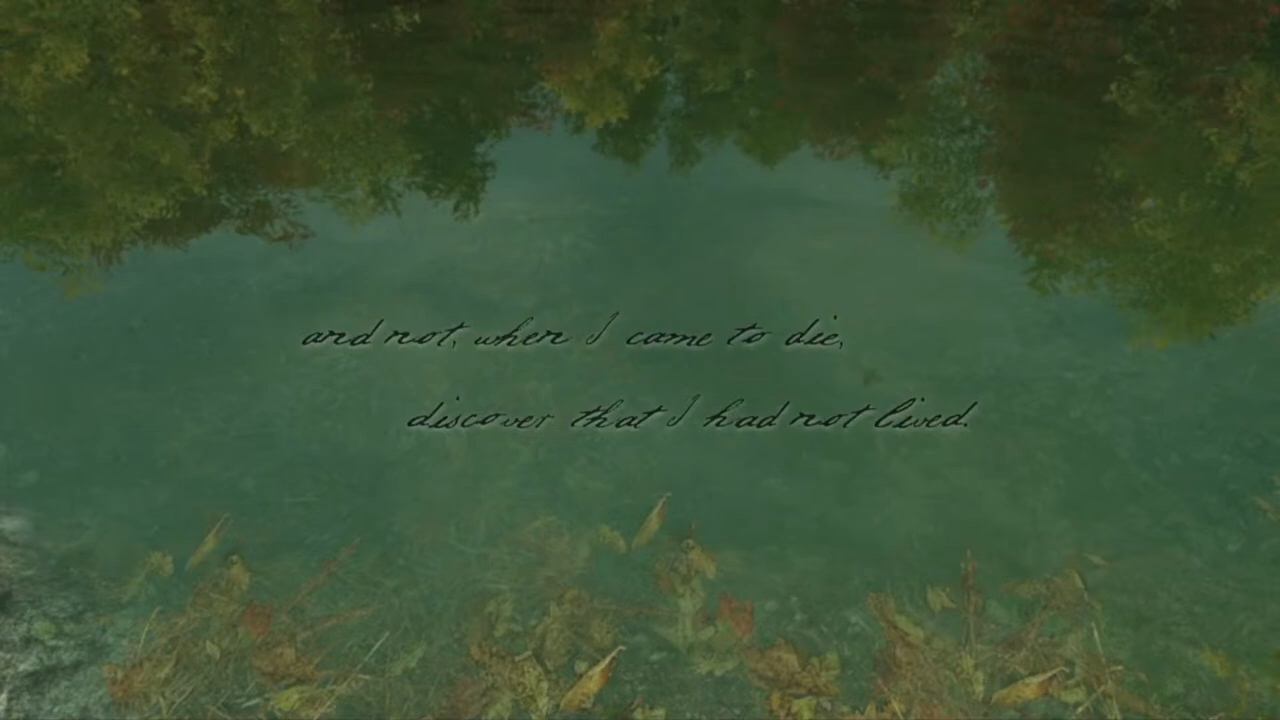 and not, when I came to die,
discover that I had not lived.